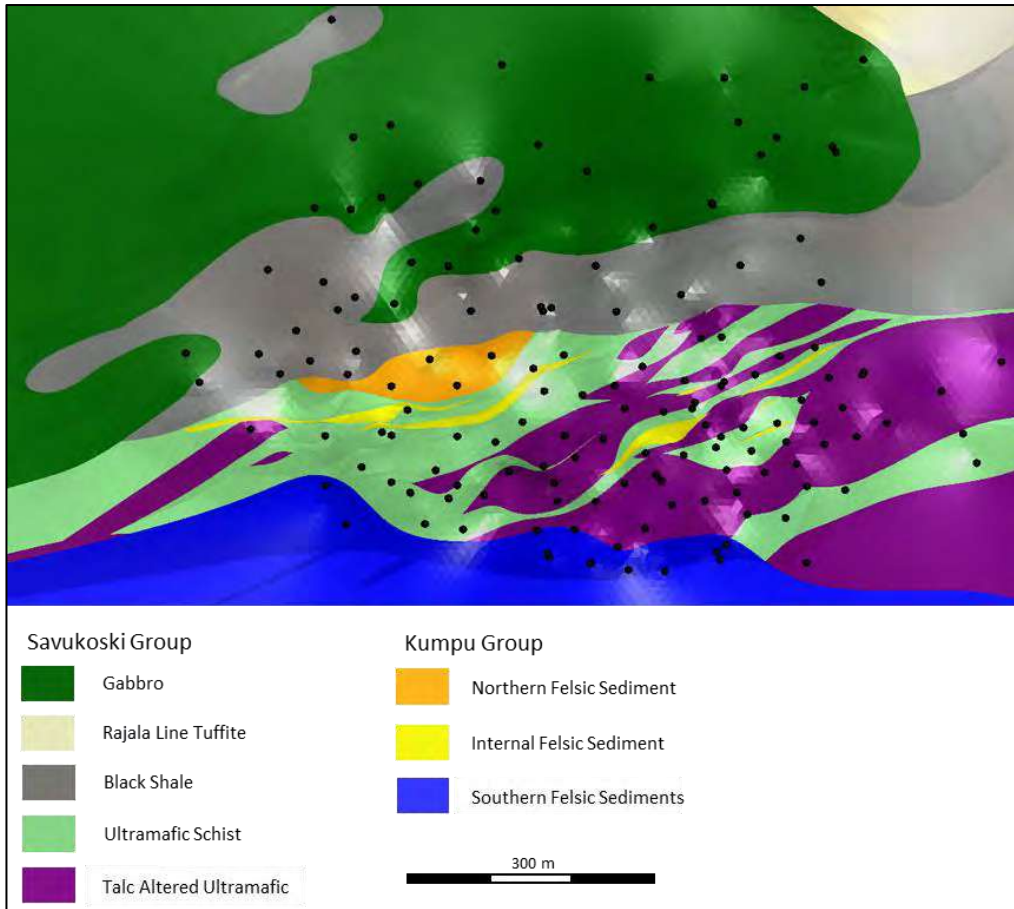 Savukoski Group
Gabbro
Rajala Line Tuffite
Black Shale
Ultramafic Schist
Talc Altered Ultramafic
Kumpu Group
Northern Felsic Sediment
Internal Felsic Sediment
Southern Felsic Sediments
300 m